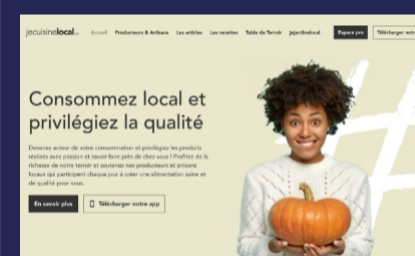 jecuisinelocal
Accueil Producteurs & Artisans Les articles Les recettes Table de Terroir jejardinelocal Espace pro Télécharger notr
Consommez local et
privilégiez la qualité
Devenez acteur de votre consommation et privilégiez les produits
réalisés avec passion et savoir-faire près de chez vous ! Profitez de la
richesse de notre terroir et soutenez nos producteurs et artisans
locaux qui participent chaque jour à créer une alimentation saine et
de qualité pour vous.
En savoir plus Télécharger notre app